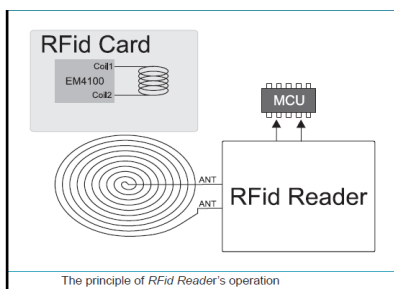 RFid Card
Coil1
EM4100
Coil2
MCU
ANT
ANT
RFid Reader
The principle of RFid Reader's operation